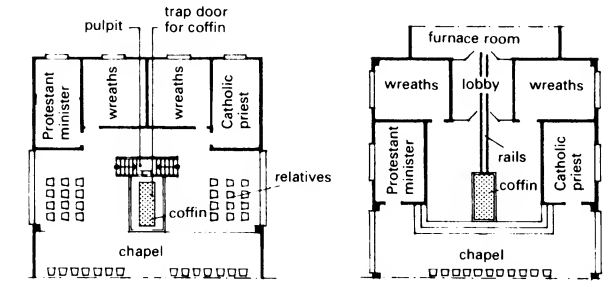 pulpit
trap door
for coffin
Protestant
minister
wreaths
wreaths
Catholic
priest
relatives
coffin
chapel
furnace room
wreaths
lobby
wreaths
Protestant
minister
rails
coffin
Catholic
priest
chapel